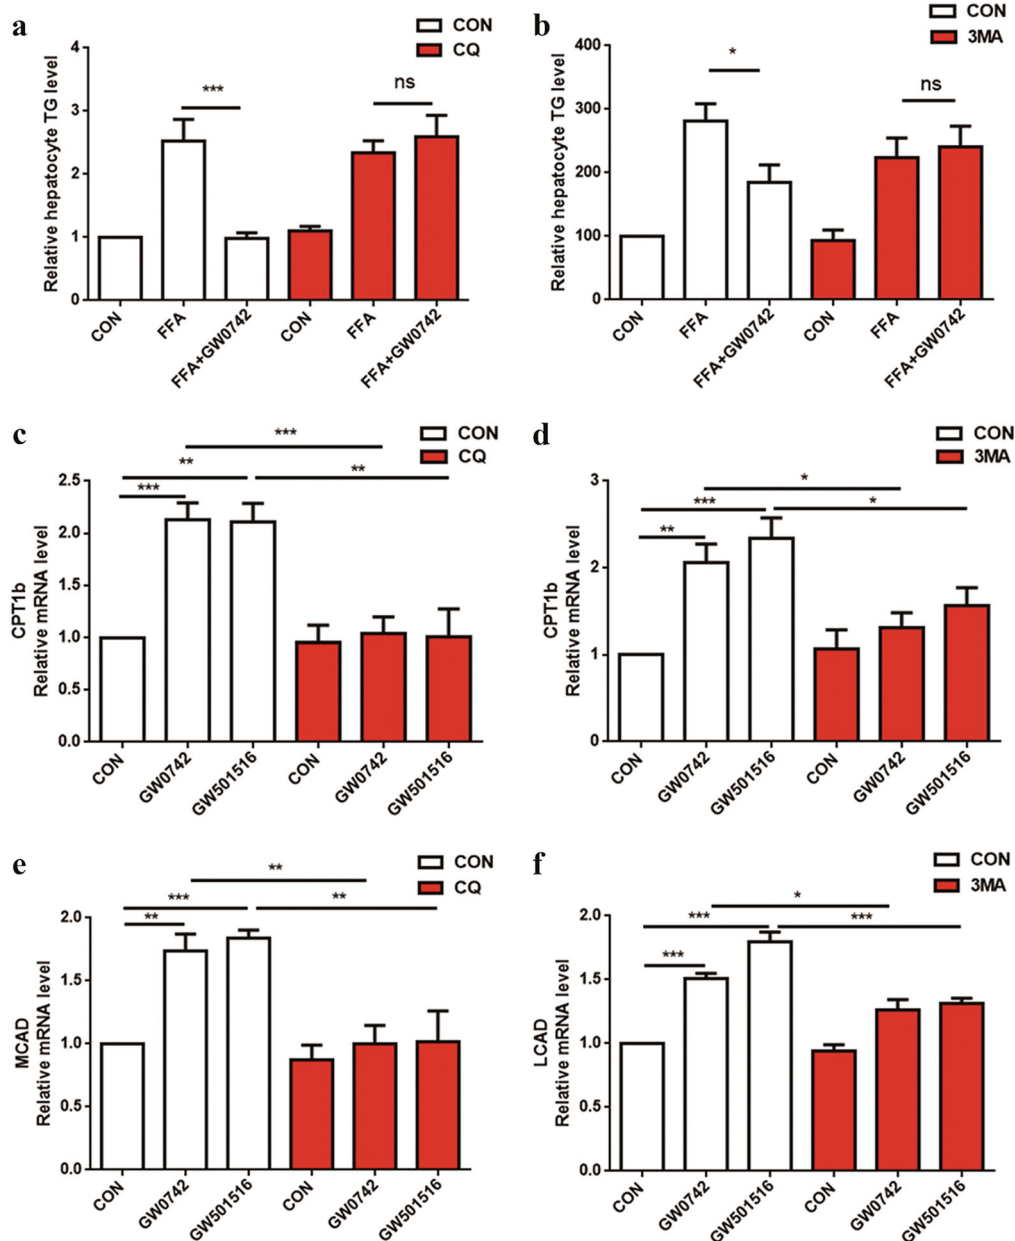 a
CON
CQ
Relative hepatocyte TG level
4
3
2
1
0
***
ns
CON
FFA
FFA+GW0742
CON
FFA
FFA+GW0742
b
CON
3MA
Relative hepatocyte TG level
400
300
200
100
0
*
ns
CON
FFA
FFA+GW0742
CON
FFA
FFA+GW0742
c
CON
CQ
CPT1b
Relative mRNA level
2.5
2.0
1.5
1.0
0.5
0.0
***
**
**
***
CON
GW0742
GW501516
CON
GW0742
GW501516
d
CON
3MA
CPT1b
Relative mRNA level
3
2
1
0
*
***
*
**
CON
GW0742
GW501516
CON
GW0742
GW501516
e
CON
CQ
MCAD
Relative mRNA level
2.0
1.5
1.0
0.5
0.0
**
***
**
**
CON
GW0742
GW501516
CON
GW0742
GW501516
f
CON
3MA
LCAD
Relative mRNA level
2.0
1.5
1.0
0.5
0.0
*
***
***
***
CON
GW0742
GW501516
CON
GW0742
GW501516